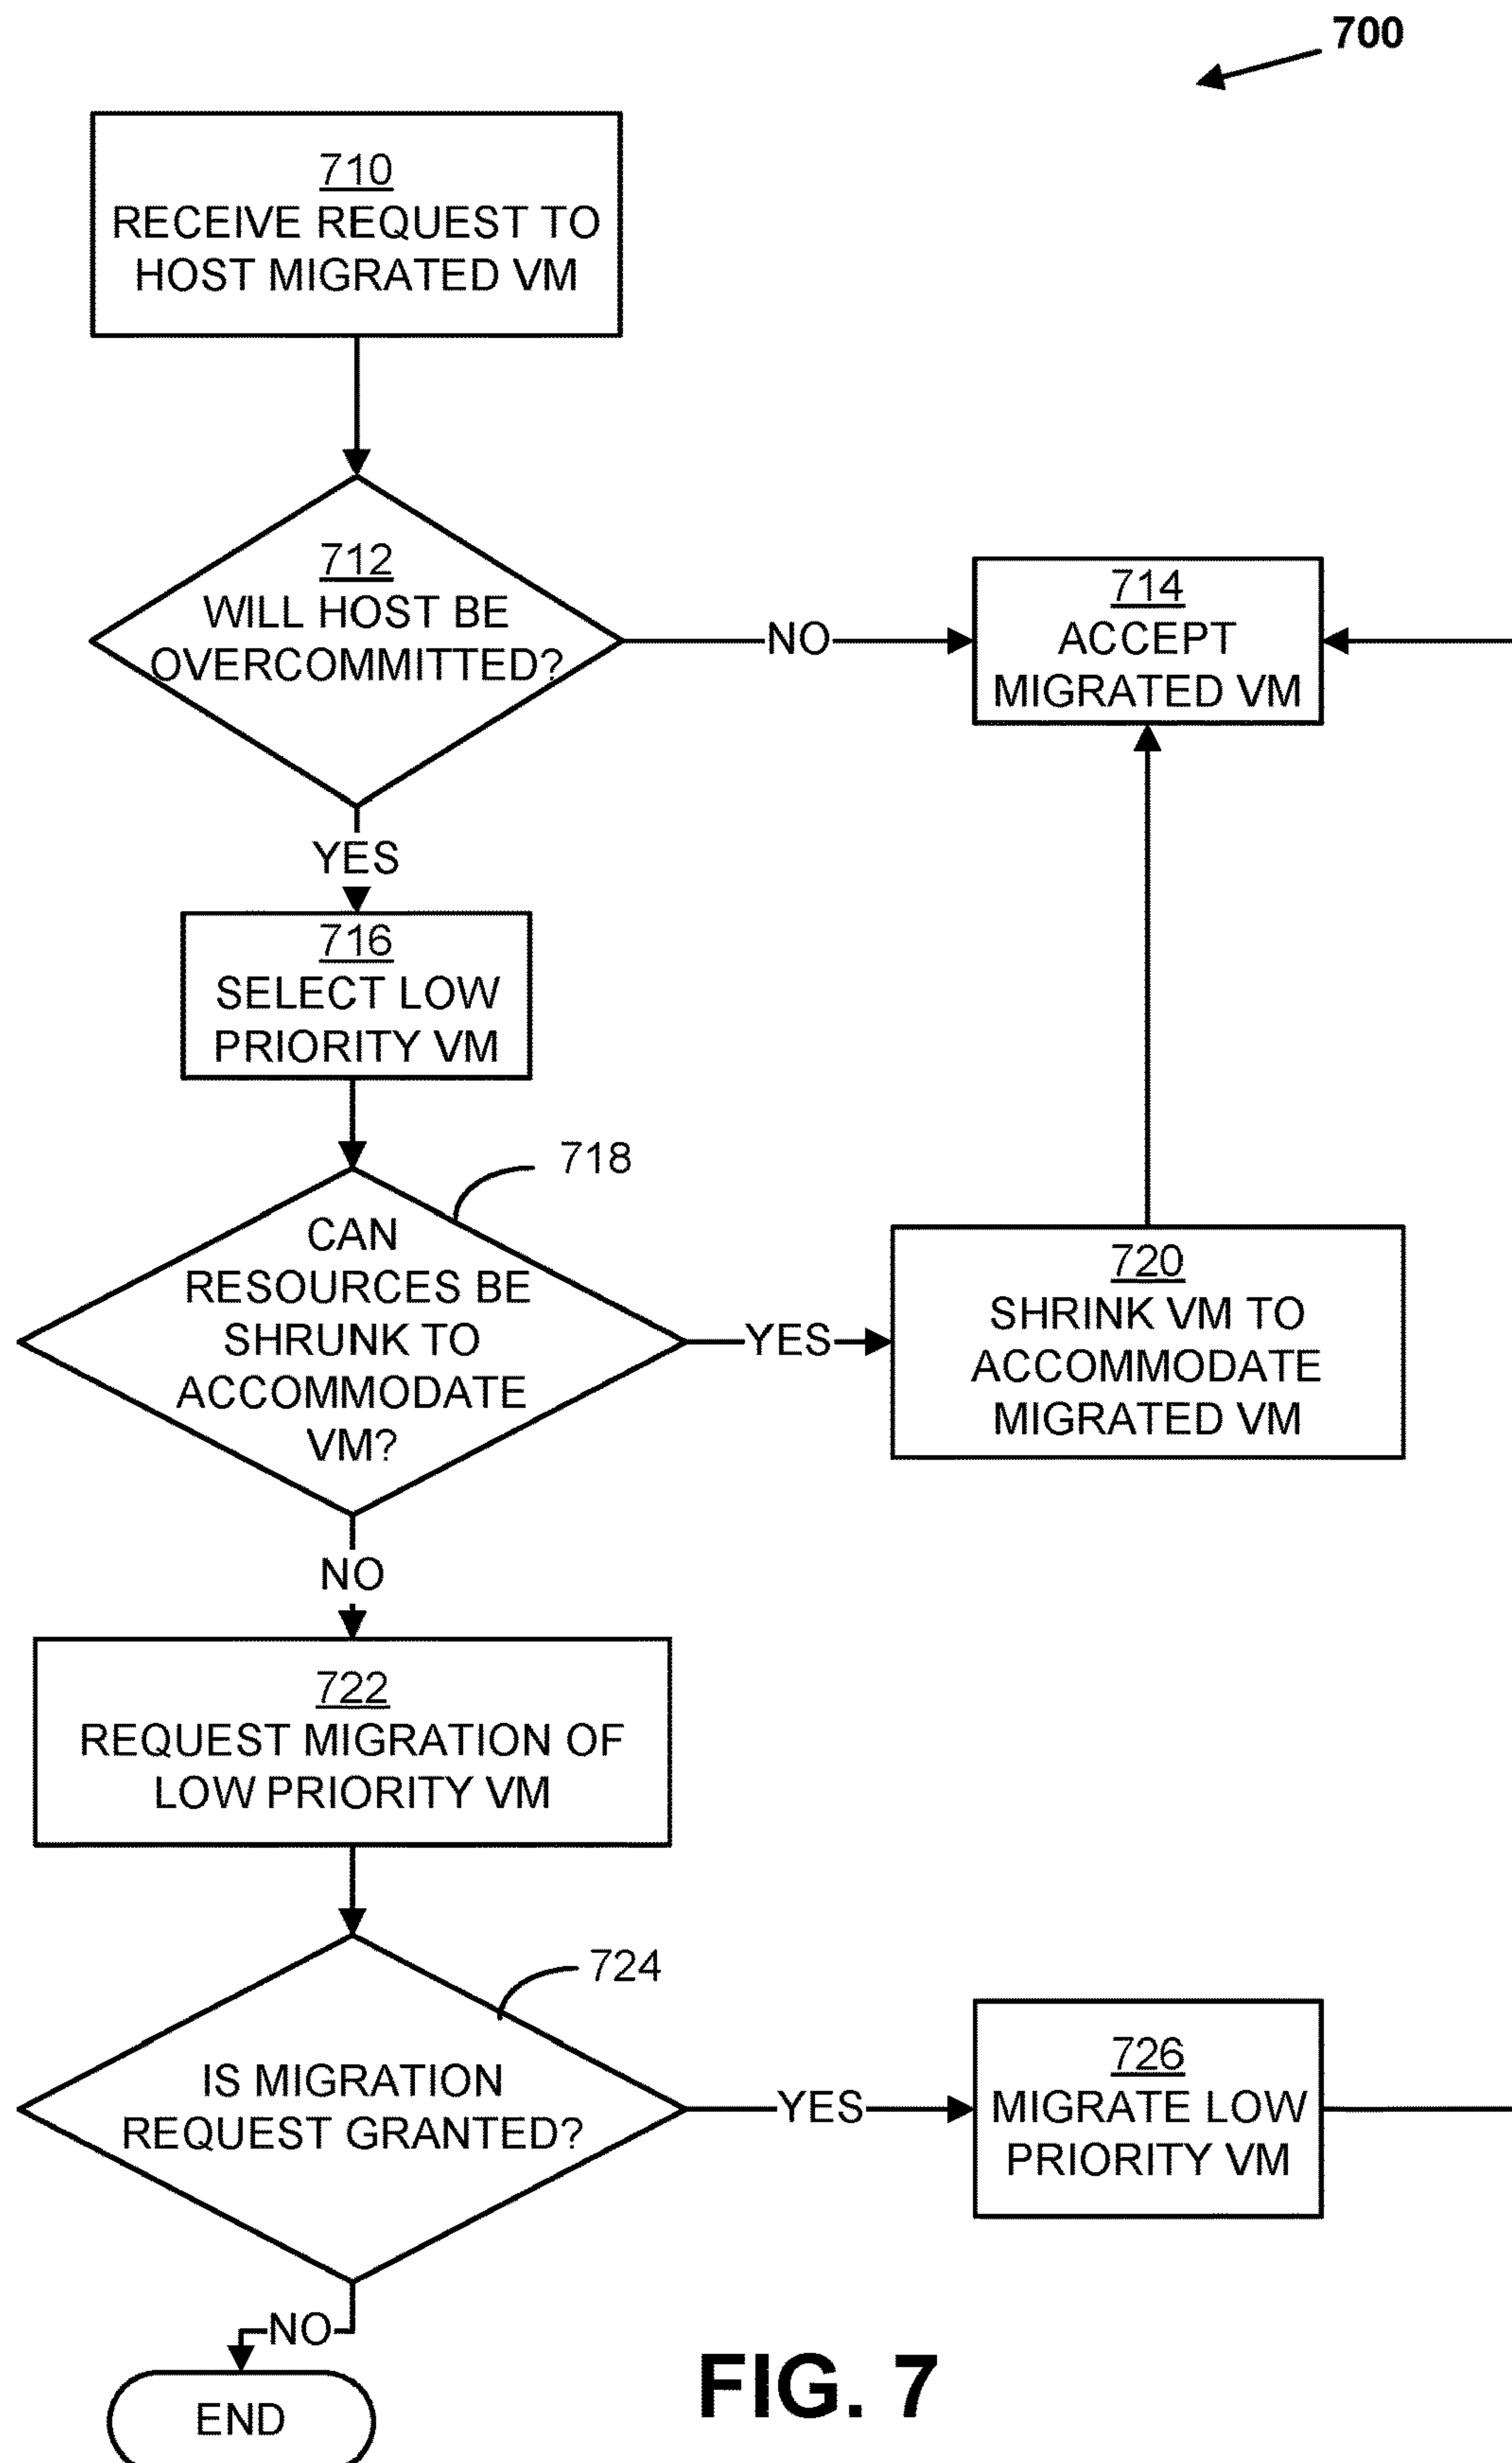 700
710
RECEIVE REQUEST TO
HOST MIGRATED VM
712
WILL HOST BE
OVERCOMMITTED?
NO
714
ACCEPT
MIGRATED VM
YES
716
SELECT LOW
PRIORITY VM
718
CAN
RESOURCES BE
SHRUNK TO
ACCOMMODATE
VM?
YES
720
SHRINK VM TO
ACCOMMODATE
MIGRATED VM
NO
722
REQUEST MIGRATION OF
LOW PRIORITY VM
724
IS MIGRATION
REQUEST GRANTED?
YES
726
MIGRATE LOW
PRIORITY VM
NO
END
FIG. 7